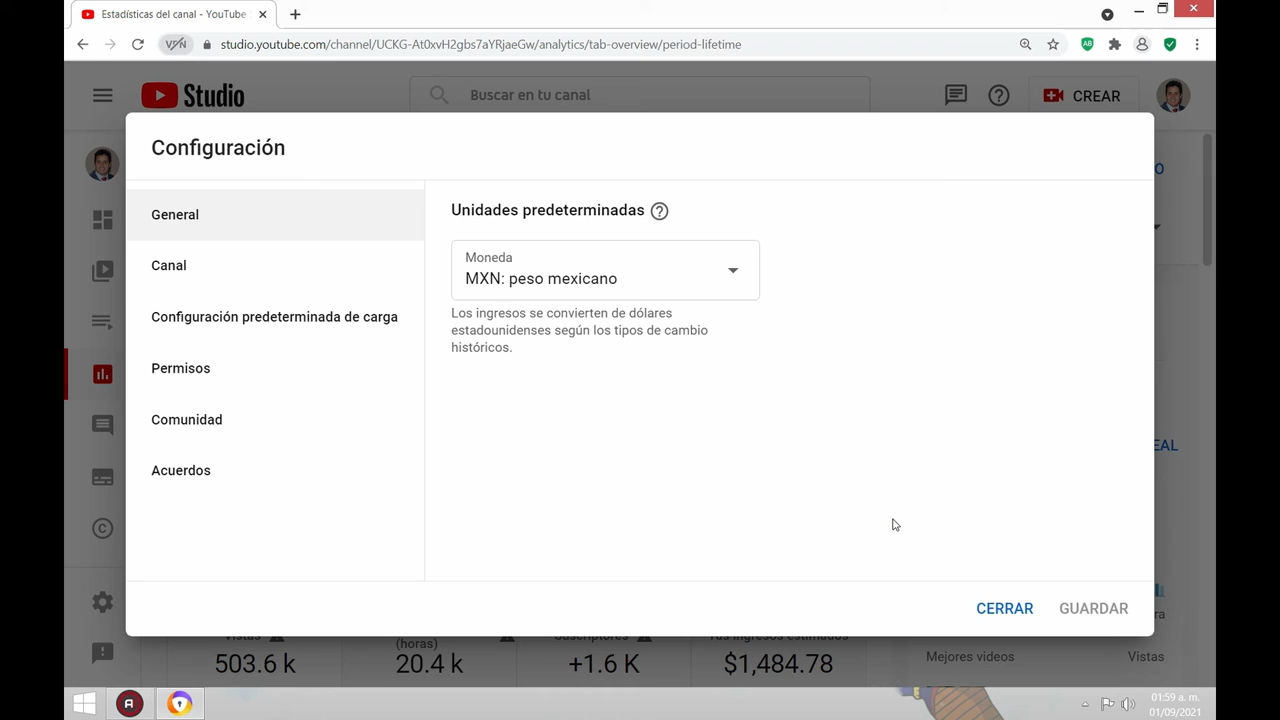 Estadísticas del canal - YouTube
studio.youtube.com/channel/UCKG-At0xvH2gbs7aYRjaeGw/analytics/tab-overview/period-lifetime
VPN
Studio
Buscar en tu canal
CREAR
Configuración
General
Canal
Configuración predeterminada de carga
Permisos
Comunidad
Acuerdos
Unidades predeterminadas
Moneda
MXN: peso mexicano
Los ingresos se convierten de dólares
estadounidenses según los tipos de cambio
históricos.
CERRAR
GUARDAR
(horas)
503.6 k
20.4 k
+1.6 K
$1,484.78
Mejores videos
Vistas
01:59 a. m.
01/09/2021